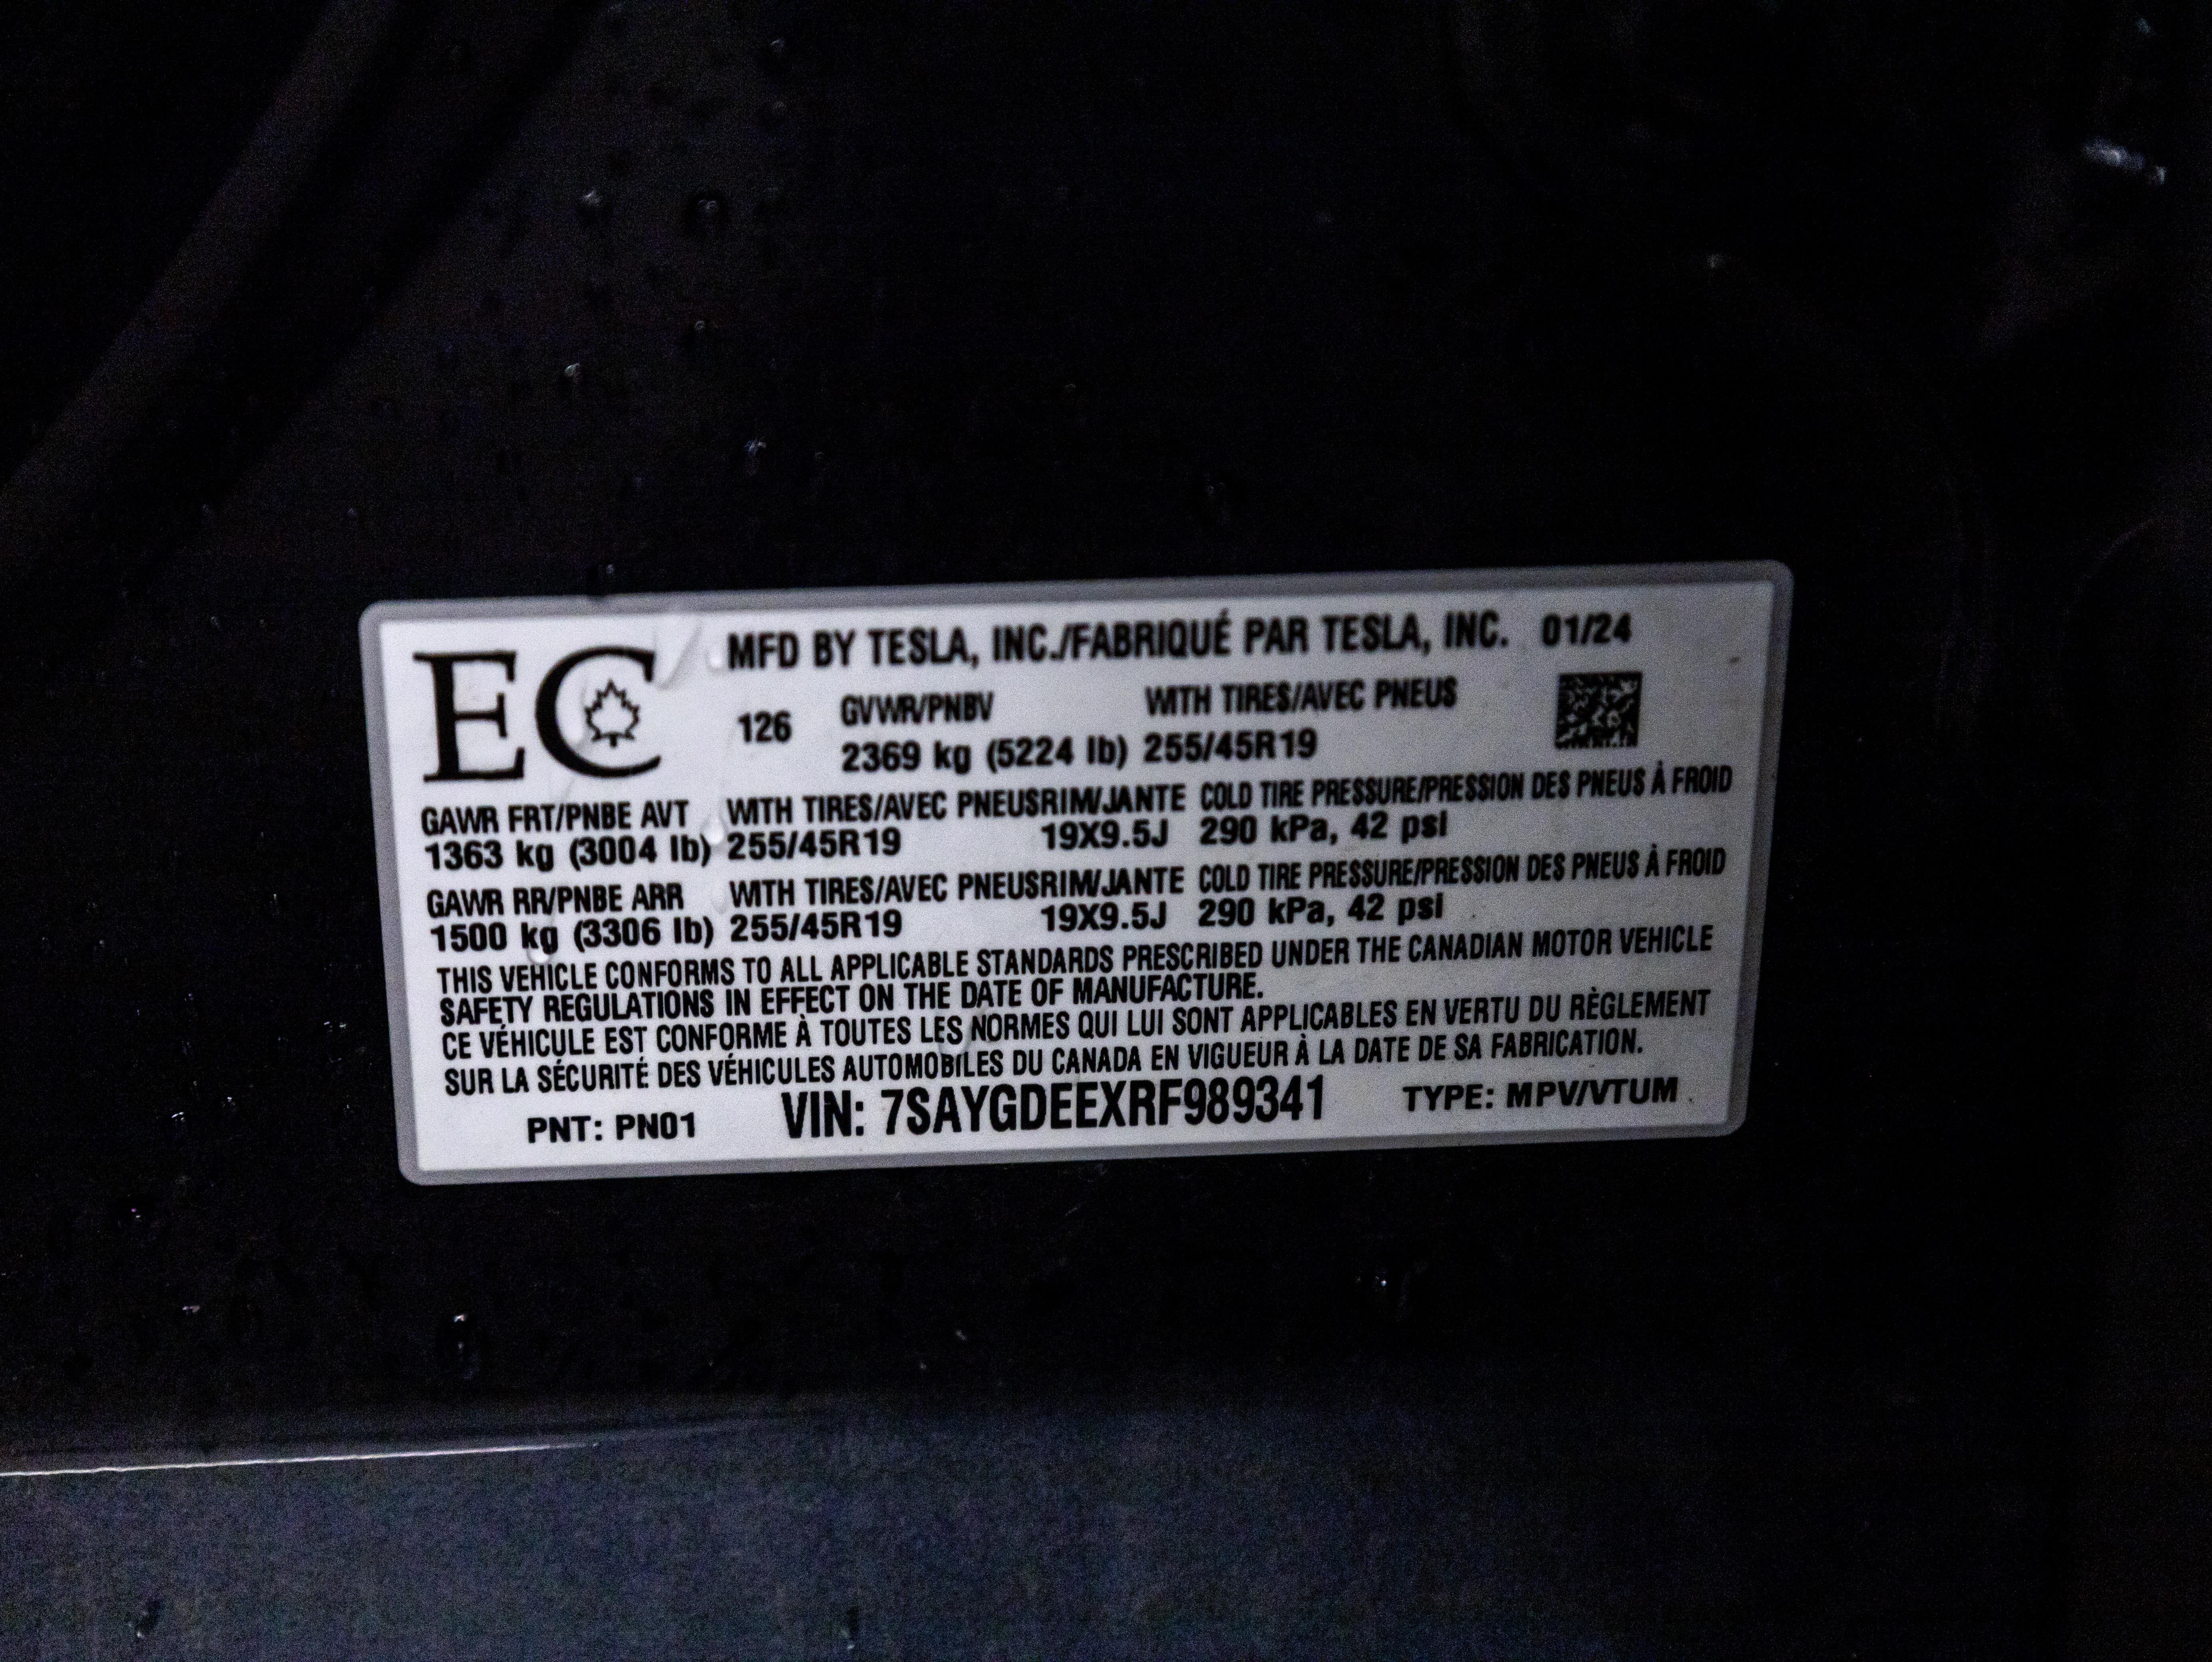 EC MFD BY TESLA, INC./FABRIQUÉ PAR TESLA, INC. 01/24
126 GVWR/PNBV WITH TIRES/AVEC PNEUS
2369 kg (5224 lb) 255/45R19
GAWR FRT/PNBE AVT WITH TIRES/AVEC PNEUSRIM/JANTE COLD TIRE PRESSURE/PRESSION DES PNEUS À FROID
1363 kg (3004 lb) 255/45R19 19X9.5J 290 kPa, 42 psi
GAWR RR/PNBE ARR WITH TIRES/AVEC PNEUSRIM/JANTE COLD TIRE PRESSURE/PRESSION DES PNEUS À FROID
1500 kg (3306 lb) 255/45R19 19X9.5J 290 kPa, 42 psi
THIS VEHICLE CONFORMS TO ALL APPLICABLE STANDARDS PRESCRIBED UNDER THE CANADIAN MOTOR VEHICLE
SAFETY REGULATIONS IN EFFECT ON THE DATE OF MANUFACTURE.
CE VÉHICULE EST CONFORME À TOUTES LES NORMES QUI LUI SONT APPLICABLES EN VERTU DU RÈGLEMENT
SUR LA SÉCURITÉ DES VÉHICULES AUTOMOBILES DU CANADA EN VIGUEUR À LA DATE DE SA FABRICATION.
PNT: PN01 VIN: 7SAYGDEEXRF989341 TYPE: MPV/VTUM